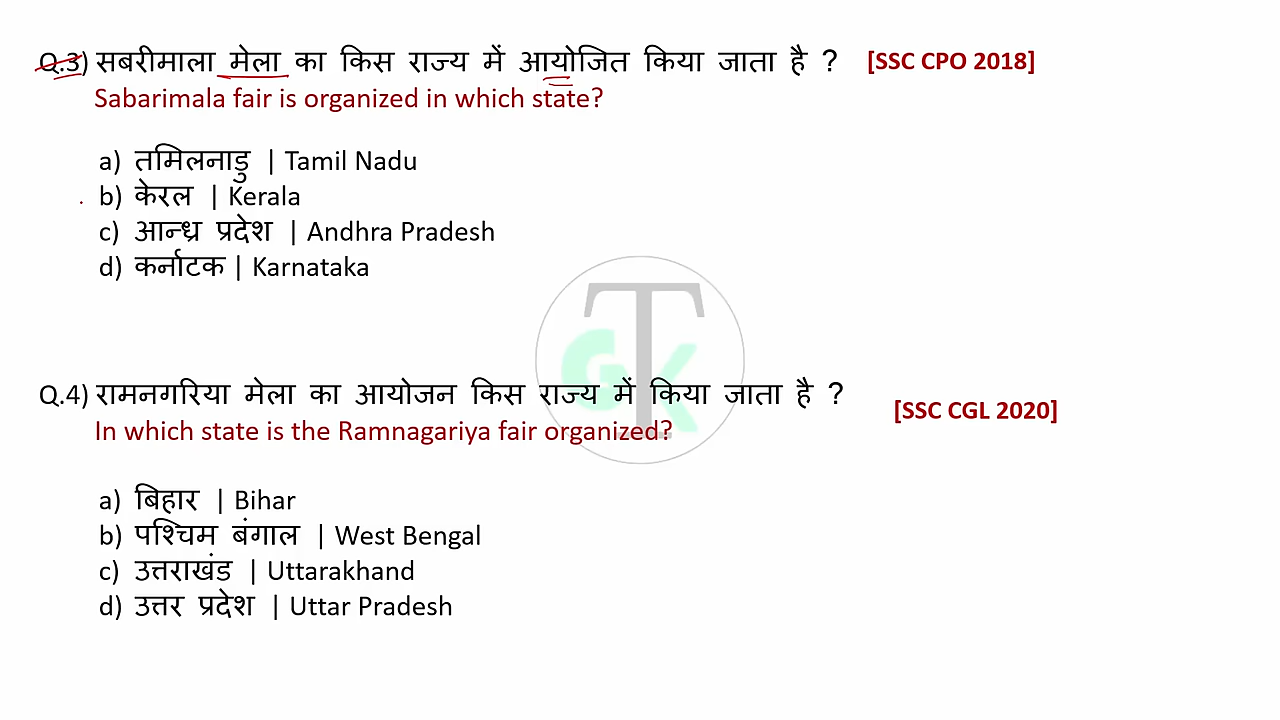 Q.3) सबरीमाला मेला का किस राज्य में आयोजित किया जाता है ? [SSC CPO 2018]
Sabarimala fair is organized in which state?
a) तमिलनाडु | Tamil Nadu
b) केरल | Kerala
c) आन्ध्र प्रदेश | Andhra Pradesh
d) कर्नाटक | Karnataka
TGK
Q.4) रामनगरिया मेला का आयोजन किस राज्य में किया जाता है ?
[SSC CGL 2020]
In which state is the Ramnagariya fair organized?
a) बिहार | Bihar
b) पश्चिम बंगाल | West Bengal
c) उत्तराखंड | Uttarakhand
d) उत्तर प्रदेश | Uttar Pradesh